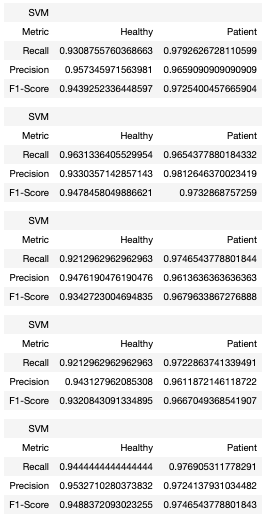 SVM
Metric Healthy Patient
Recall 0.9308755760368663 0.9792626728110599
Precision 0.957345971563981 0.9659090909090909
F1-Score 0.9439252336448597 0.9725400457665904
SVM
Metric Healthy Patient
Recall 0.9631336405529954 0.9654377880184332
Precision 0.9330357142857143 0.9812646370023419
F1-Score 0.9478458049886621 0.9732868757259
SVM
Metric Healthy Patient
Recall 0.9212962962962963 0.9746543778801844
Precision 0.9476190476190476 0.9613636363636363
F1-Score 0.9342723004694835 0.9679633867276888
SVM
Metric Healthy Patient
Recall 0.9212962962962963 0.9722863741339491
Precision 0.943127962085308 0.9611872146118722
F1-Score 0.9320843091334895 0.9667049368541907
SVM
Metric Healthy Patient
Recall 0.9444444444444444 0.976905311778291
Precision 0.9532710280373832 0.9724137931034482
F1-Score 0.9488372093023255 0.9746543778801843